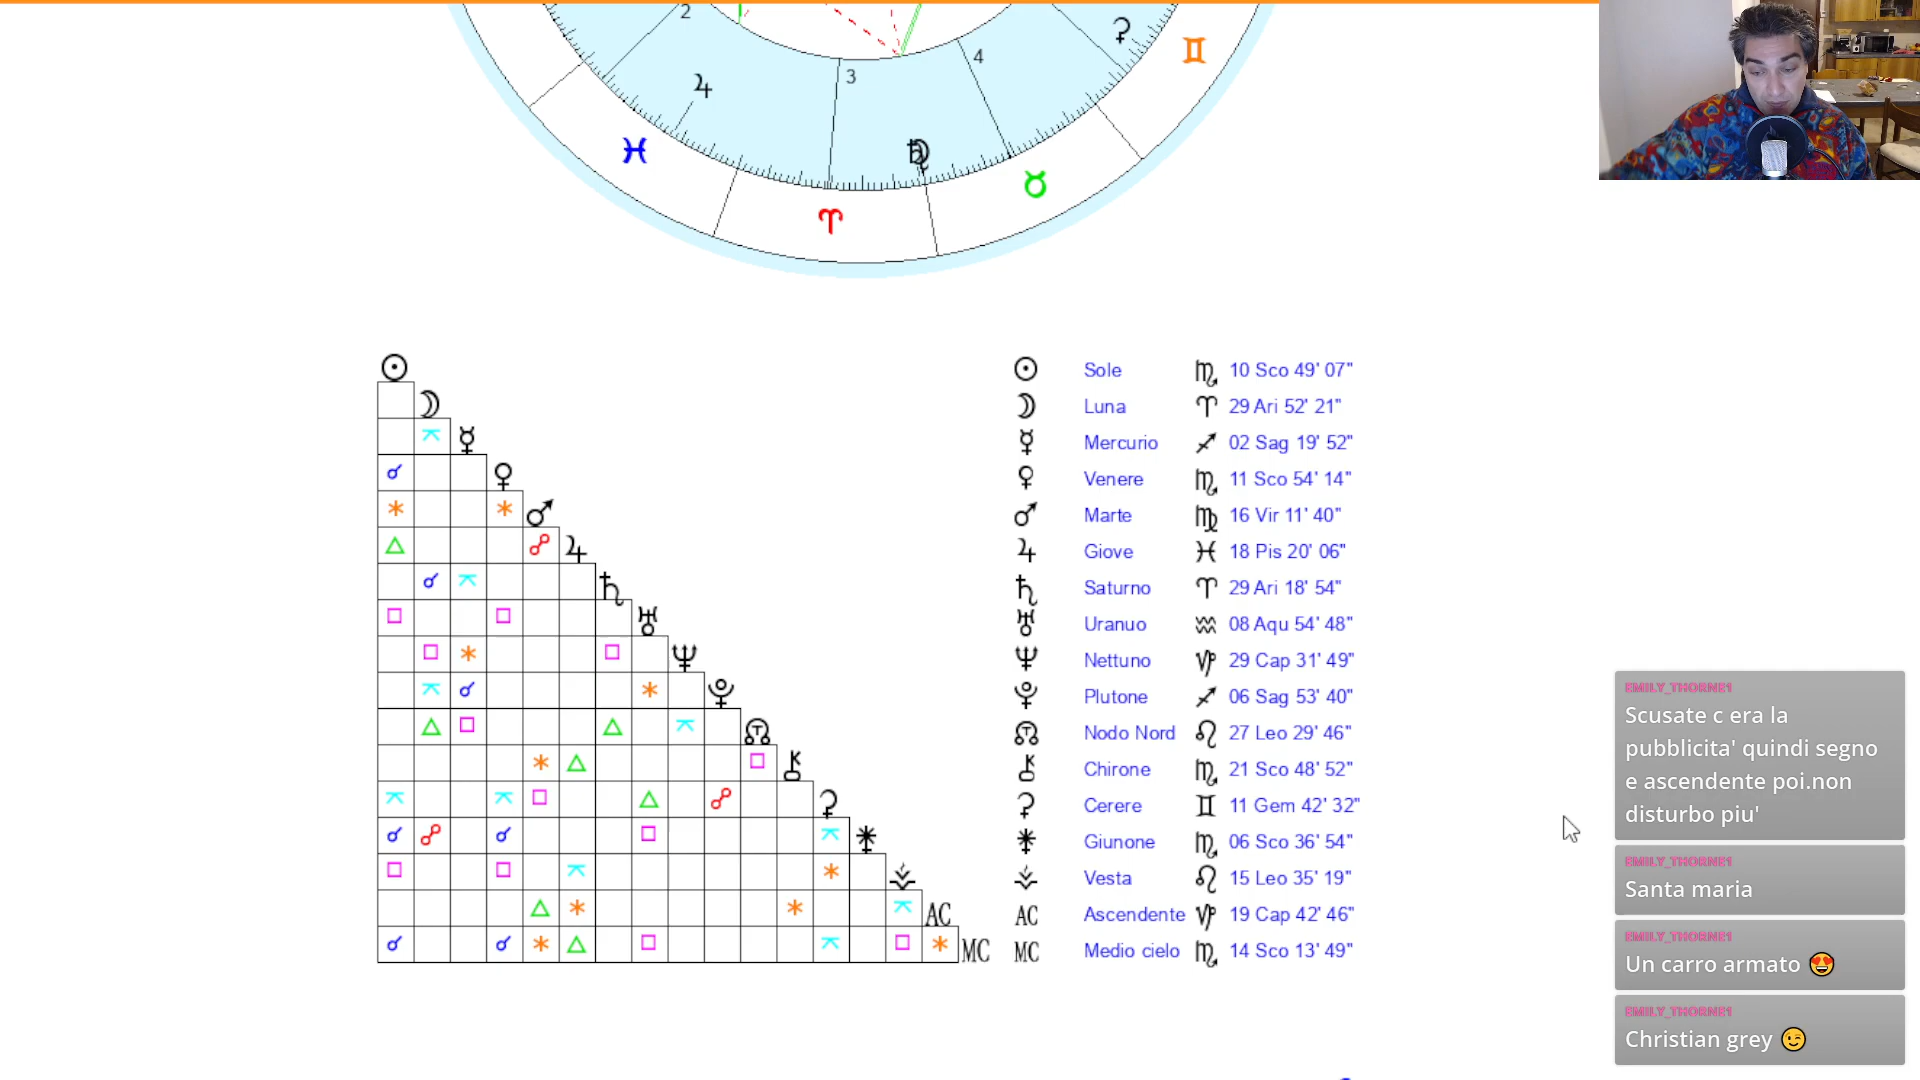 2
3
4
Sole 10 Sco 49' 07"
Luna 29 Ari 52' 21"
Mercurio 02 Sag 19' 52"
Venere 11 Sco 54' 14"
Marte 16 Vir 11' 40"
Giove 18 Pis 20' 06"
Saturno 29 Ari 18' 54"
Uranuo 08 Aqu 54' 48"
Nettuno 29 Cap 31' 49"
Plutone 06 Sag 53' 40"
Nodo Nord 27 Leo 29' 46"
Chirone 21 Sco 48' 52"
Cerere 11 Gem 42' 32"
Giunone 06 Sco 36' 54"
Vesta 15 Leo 35' 19"
AC AC Ascendente 19 Cap 42' 46"
MC MC Medio cielo 14 Sco 13' 49"
EMILY_THORNE1
Scusate c era la
pubblicita' quindi segno
e ascendente poi.non
disturbo piu'
EMILY_THORNE1
Santa maria
EMILY_THORNE1
Un carro armato 😍
EMILY_THORNE1
Christian grey 😉